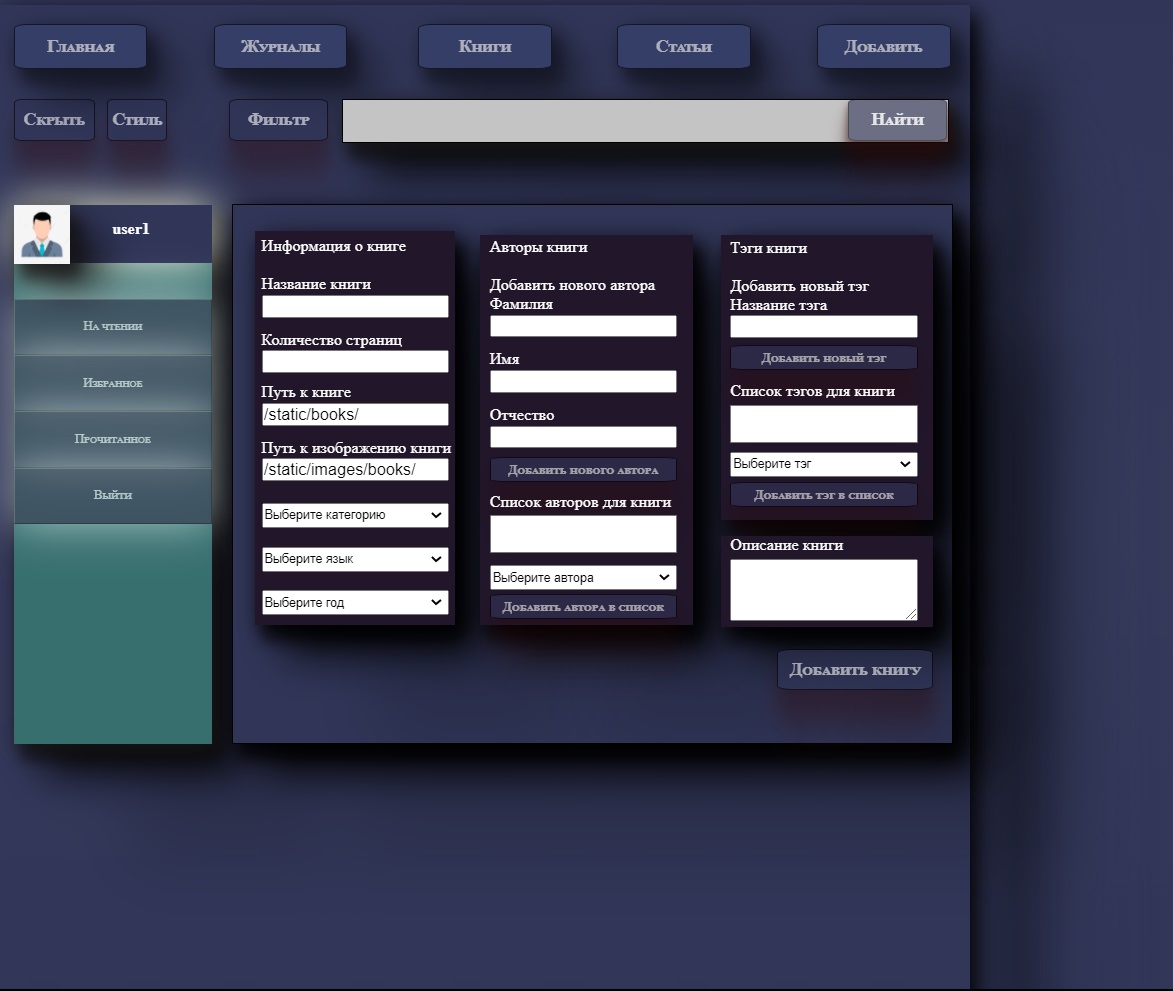 Главная
Журналы
Книги
Статьи
Добавить
Скрыть
Стиль
Фильтр
Найти
user1
На чтении
Избранное
Прочитанное
Выйти
Информация о книге
Название книги
Количество страниц
Путь к книге
/static/books/
Путь к изображению книги
/static/images/books/
Выберите категорию
Выберите язык
Выберите год
Авторы книги
Добавить нового автора
Фамилия
Имя
Отчество
Добавить нового автора
Список авторов для книги
Выберите автора
Добавить автора в список
Тэги книги
Добавить новый тэг
Название тэга
Добавить новый тэг
Список тэгов для книги
Выберите тэг
Добавить тэг в список
Описание книги
Добавить книгу